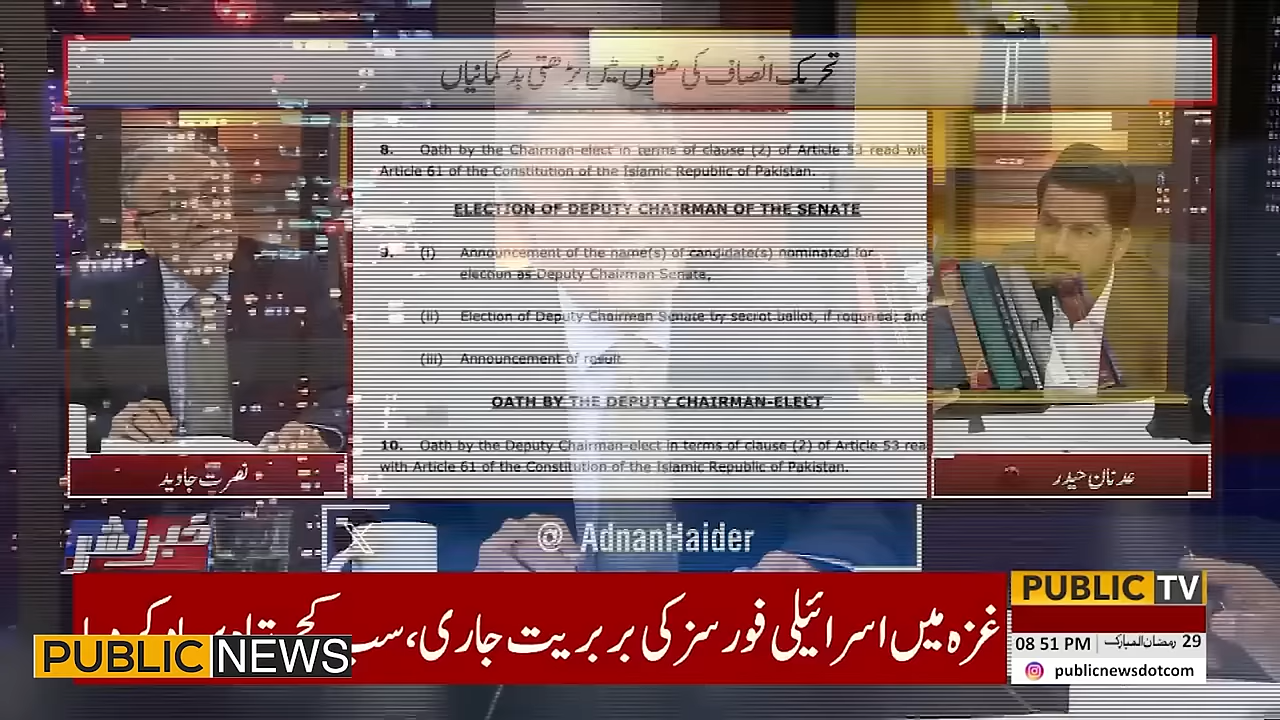 تحریک انصاف کی صفوں میں بڑھتی بدگمانیاں
8. Oath by the Chairman-elect in terms of clause (2) of Article 53 read wit
Article 61 of the Constitution of the Islamic Republic of Pakistan.
ELECTION OF DEPUTY CHAIRMAN OF THE SENATE
9. (i) Announcement of the name(s) of candidate(s) nominated for
election as Deputy Chairman Senate,
(ii) Election of Deputy Chairman Senate by secret ballot, if required; and
(iii) Announcement of result
OATH BY THE DEPUTY CHAIRMAN-ELECT
10. Oath by the Deputy Chairman-elect in terms of clause (2) of Article 53 rea
with Article 61 of the Constitution of the Islamic Republic of Pakistan.
نصرت جاوید
عدنان حیدر
خبر نشر
X @ AdnanHaider
غزہ میں اسرائیلی فورسز کی بربریت جاری، سب کچھ
PUBLIC NEWS
PUBLIC TV
08 51 PM 29 رمضان المبارک
publicnewsdotcom